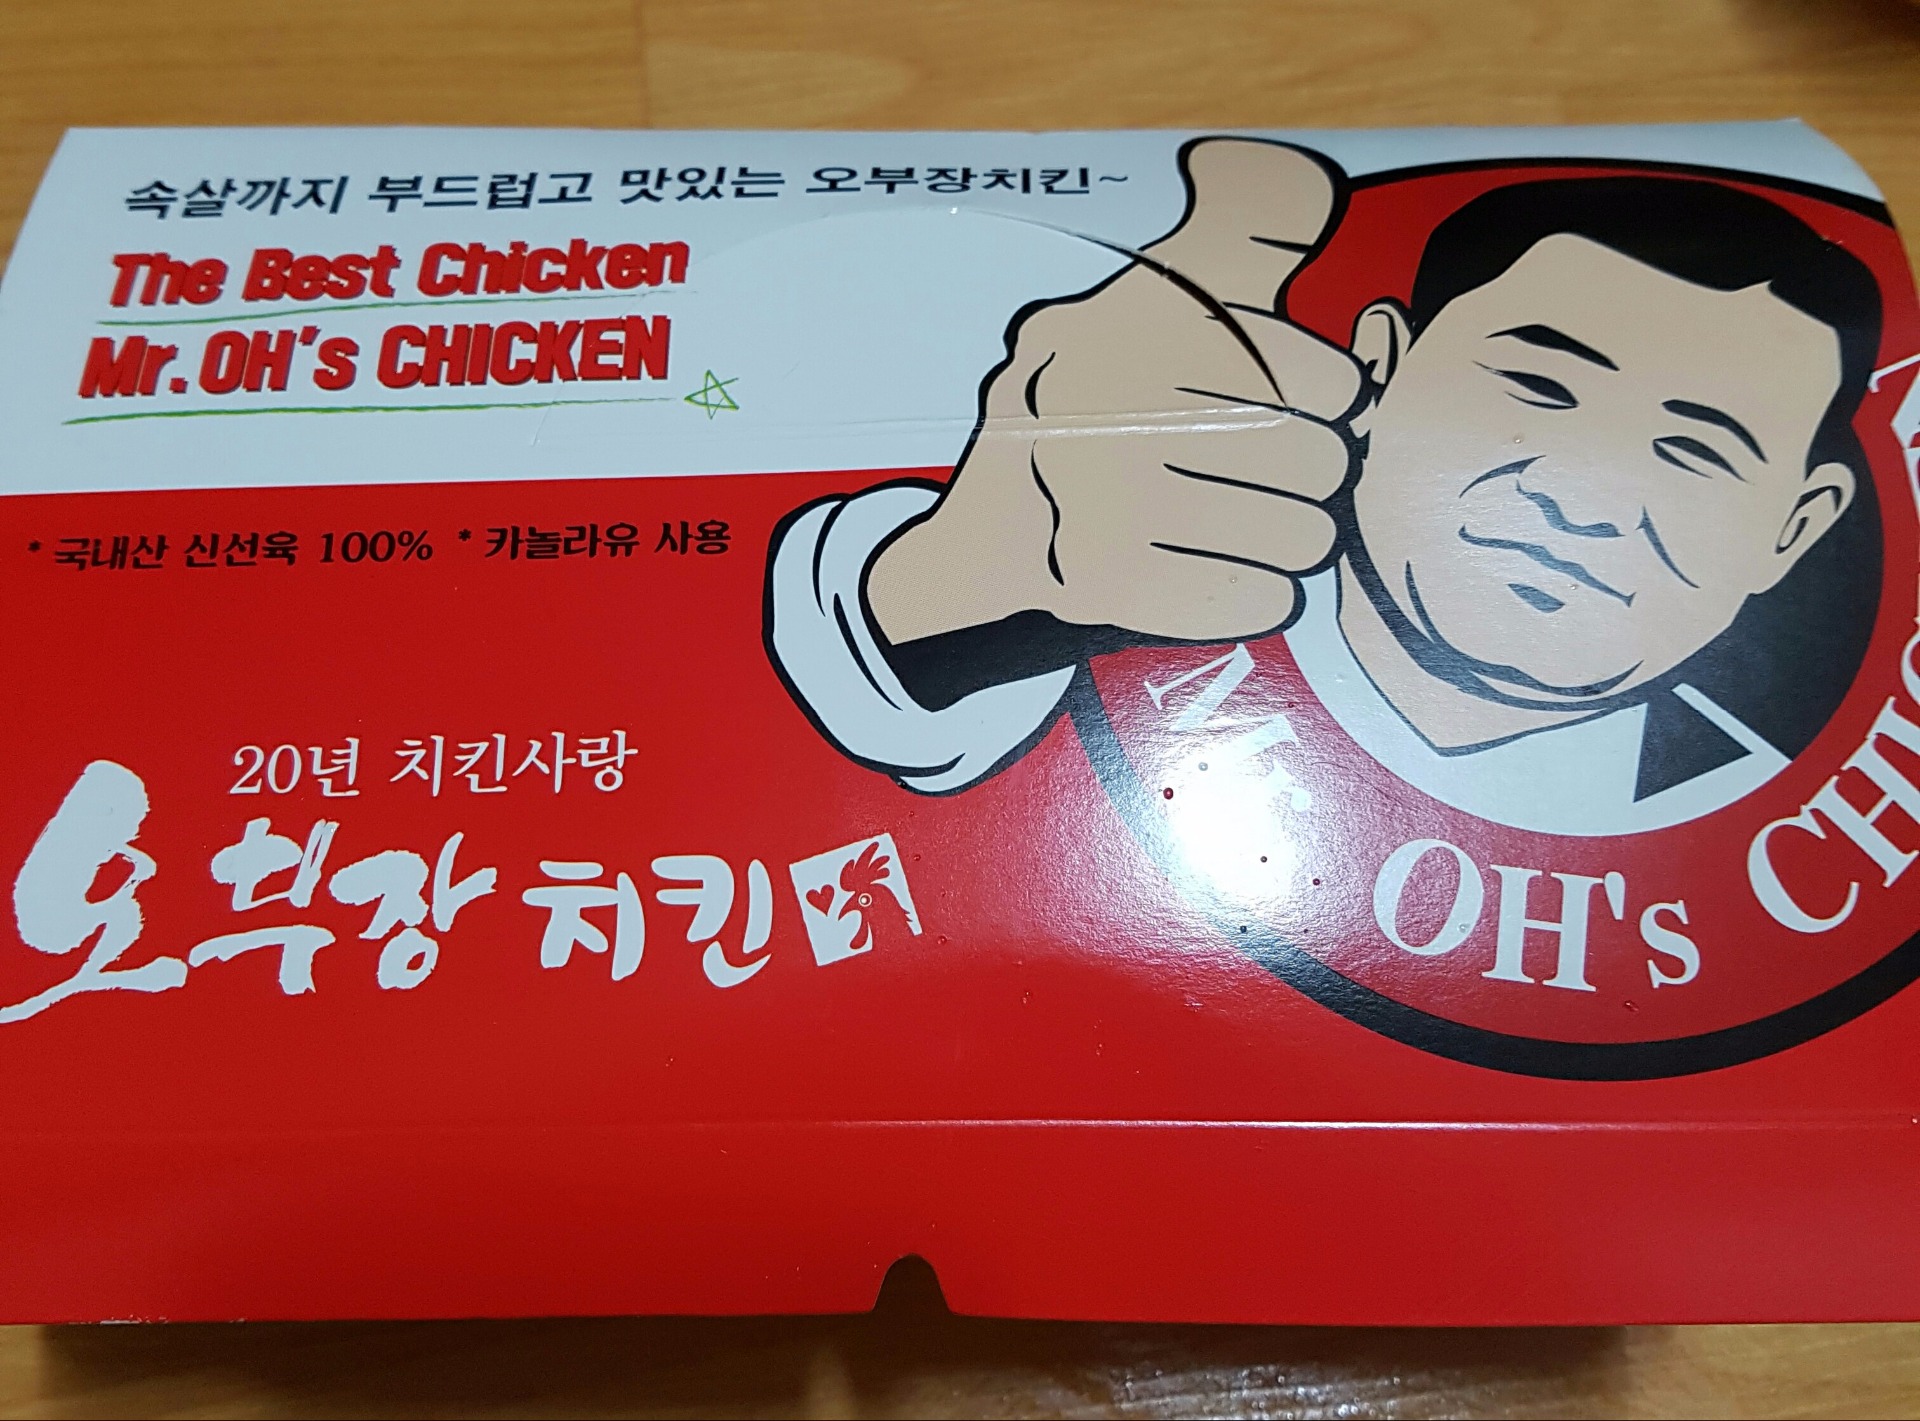 속살까지 부드럽고 맛있는 오부장치킨~
The Best Chicken
Mr. OH's CHICKEN
* 국내산 신선육 100% * 카놀라유 사용
20년 치킨사랑
오부장 치킨
Mr. OH's